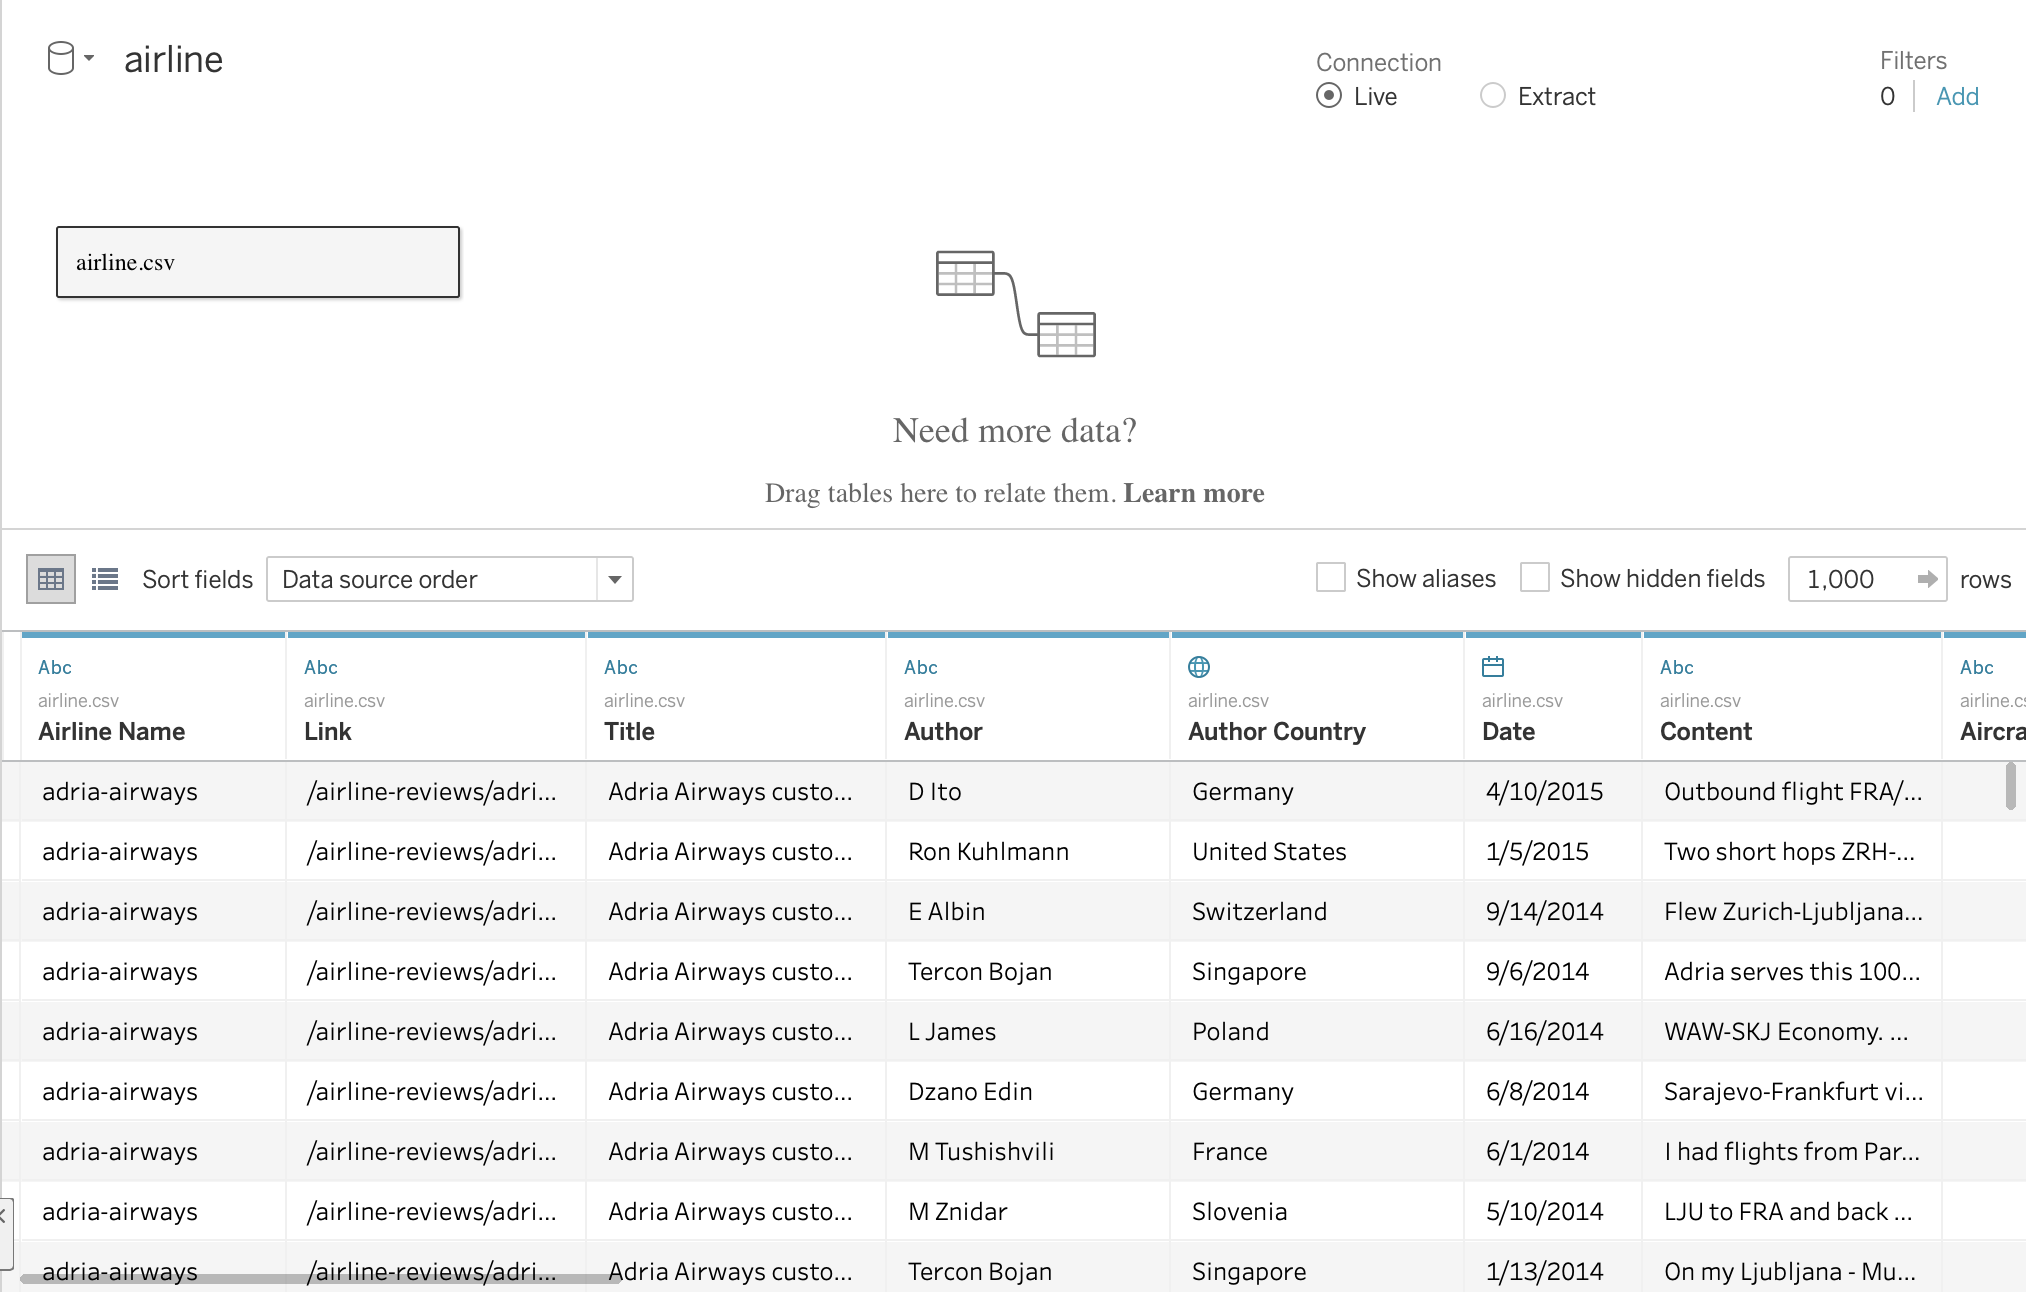 airline
Connection
Live Extract
Filters
0 Add
airline.csv
Need more data?
Drag tables here to relate them. Learn more
Sort fields Data source order Show aliases Show hidden fields 1,000 rows
Abc Abc Abc Abc Abc Abc
airline.csv airline.csv airline.csv airline.csv airline.csv airline.csv airline.csv airline.cs
Airline Name Link Title Author Author Country Date Content Aircra
adria-airways /airline-reviews/adri... Adria Airways custo... D Ito Germany 4/10/2015 Outbound flight FRA/...
adria-airways /airline-reviews/adri... Adria Airways custo... Ron Kuhlmann United States 1/5/2015 Two short hops ZRH-...
adria-airways /airline-reviews/adri... Adria Airways custo... E Albin Switzerland 9/14/2014 Flew Zurich-Ljubljana...
adria-airways /airline-reviews/adri... Adria Airways custo... Tercon Bojan Singapore 9/6/2014 Adria serves this 100...
adria-airways /airline-reviews/adri... Adria Airways custo... L James Poland 6/16/2014 WAW-SKJ Economy. ...
adria-airways /airline-reviews/adri... Adria Airways custo... Dzano Edin Germany 6/8/2014 Sarajevo-Frankfurt vi...
adria-airways /airline-reviews/adri... Adria Airways custo... M Tushishvili France 6/1/2014 I had flights from Par...
adria-airways /airline-reviews/adri... Adria Airways custo... M Znidar Slovenia 5/10/2014 LJU to FRA and back ...
adria-airways /airline-reviews/adri... Adria Airways custo... Tercon Bojan Singapore 1/13/2014 On my Ljubljana - Mu...